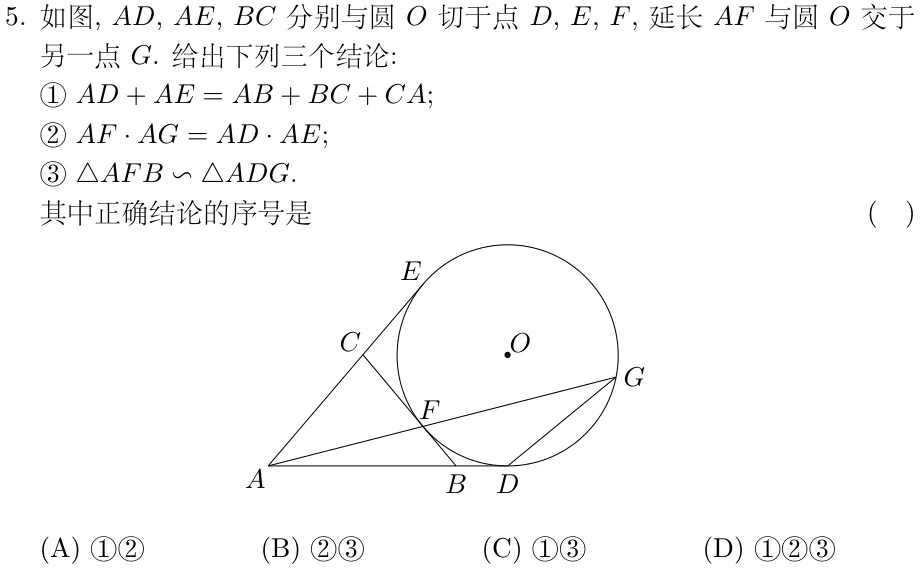 5. 如图, AD, AE, BC 分别与圆 O 切于点 D, E, F, 延长 AF 与圆 O 交于
另一点 G. 给出下列三个结论:
① AD + AE = AB + BC + CA;
② AF · AG = AD · AE;
③ △AFB ∽ △ADG.
其中正确结论的序号是 ( )
E
C
O
G
F
A
B D
(A) ①② (B) ②③ (C) ①③ (D) ①②③